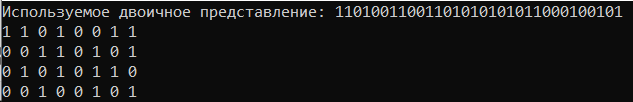 Используемое двоичное представление: 11010011001101010101011000100101
1 1 0 1 0 0 1 1
0 0 1 1 0 1 0 1
0 1 0 1 0 1 1 0
0 0 1 0 0 1 0 1